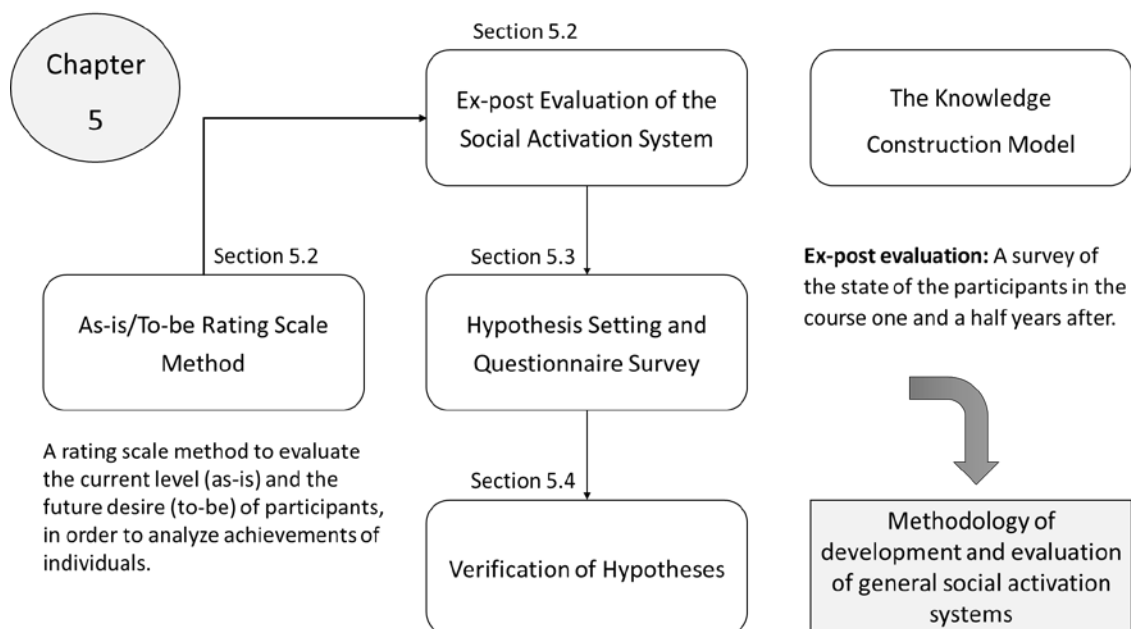 Chapter
5
Section 5.2
Ex-post Evaluation of the
Social Activation System
The Knowledge
Construction Model
Section 5.2
As-is/To-be Rating Scale
Method
A rating scale method to evaluate
the current level (as-is) and the
future desire (to-be) of participants,
in order to analyze achievements of
individuals.
Section 5.3
Hypothesis Setting and
Questionnaire Survey
Ex-post evaluation: A survey of
the state of the participants in the
course one and a half years after.
Section 5.4
Verification of Hypotheses
Methodology of
development and evaluation
of general social activation
systems